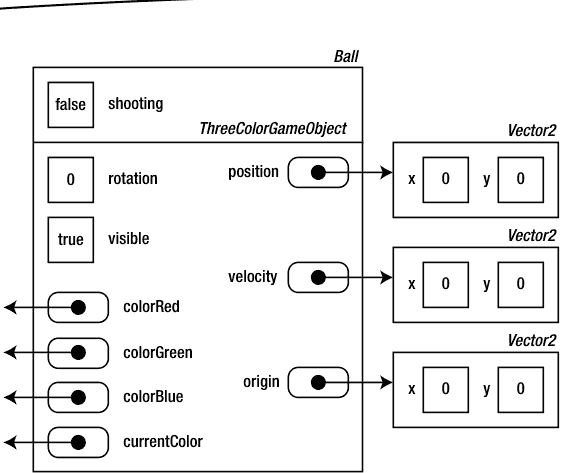 Ball
false shooting
ThreeColorGameObject
Vector2
0 rotation
position
x 0 y 0
true visible
Vector2
velocity
x 0 y 0
colorRed
Vector2
colorGreen
origin
x 0 y 0
colorBlue
currentColor